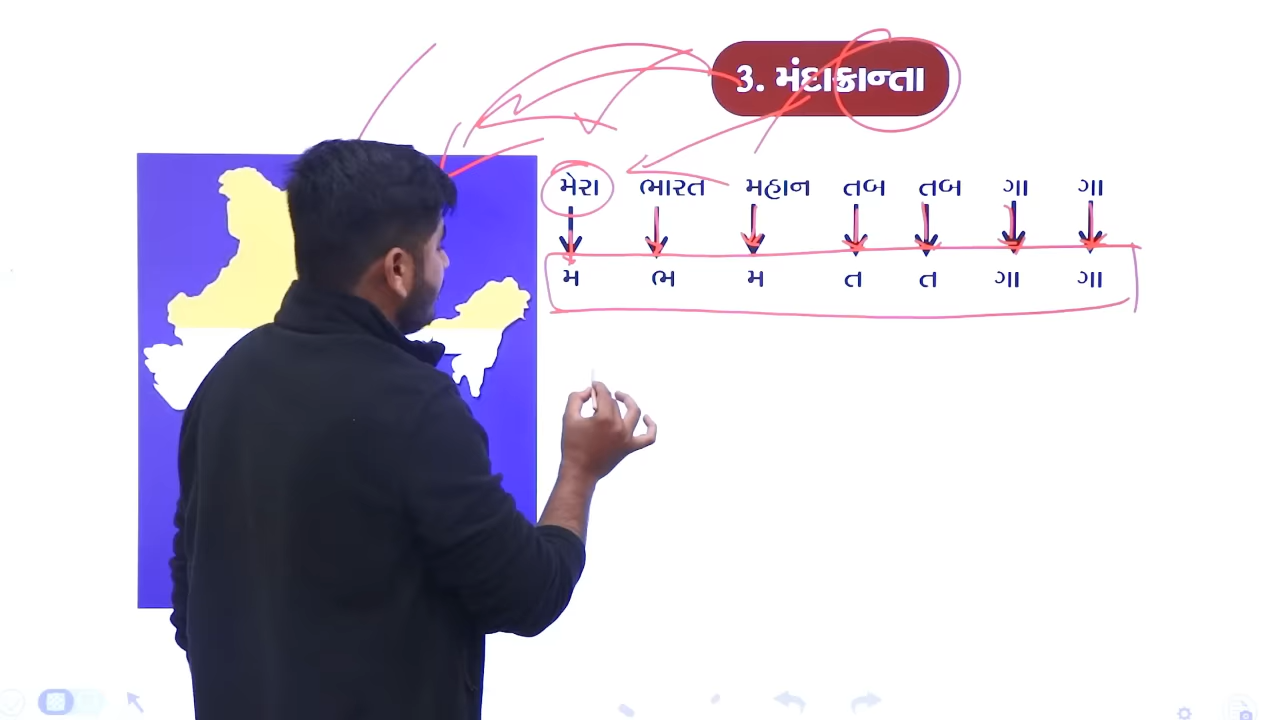 3. મંદાક્રાન્તા
મેરા ભારત મહાન તબ તબ ગા ગા
મ ભ મ ત ત ગા ગા